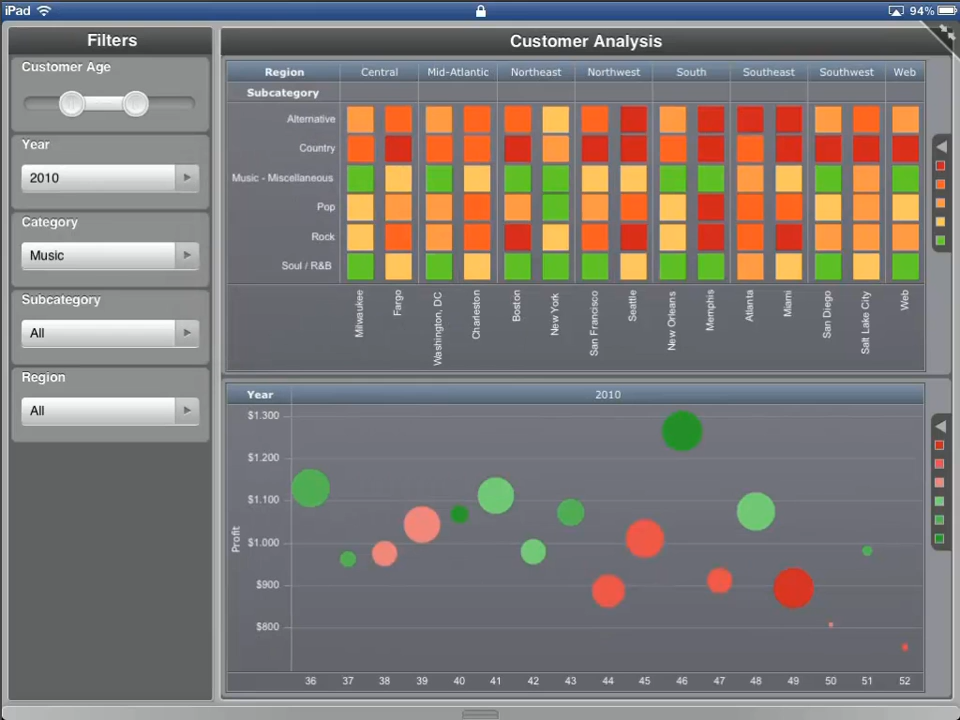 iPad 94%
Filters
Customer Age
Year
2010
Category
Music
Subcategory
All
Region
All
Customer Analysis
Region Central Mid-Atlantic Northeast Northwest South Southeast Southwest Web
Subcategory
Alternative
Country
Music - Miscellaneous
Pop
Rock
Soul / R&B
Milwaukee Fargo Washington, DC Charleston Boston New York San Francisco Seattle New Orleans Memphis Atlanta Miami San Diego Salt Lake City Web
Year 2010
Profit
$1.300
$1.200
$1.100
$1.000
$900
$800
36 37 38 39 40 41 42 43 44 45 46 47 48 49 50 51 52